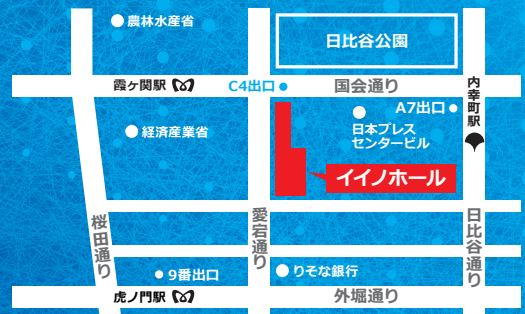 農林水産省
日比谷公園
霞ヶ関駅
C4出口
国会通り
内幸町駅
A7出口
日本プレス
センタービル
経済産業省
イイノホール
桜田通り
愛宕通り
日比谷通り
9番出口
りそな銀行
虎ノ門駅
外堀通り